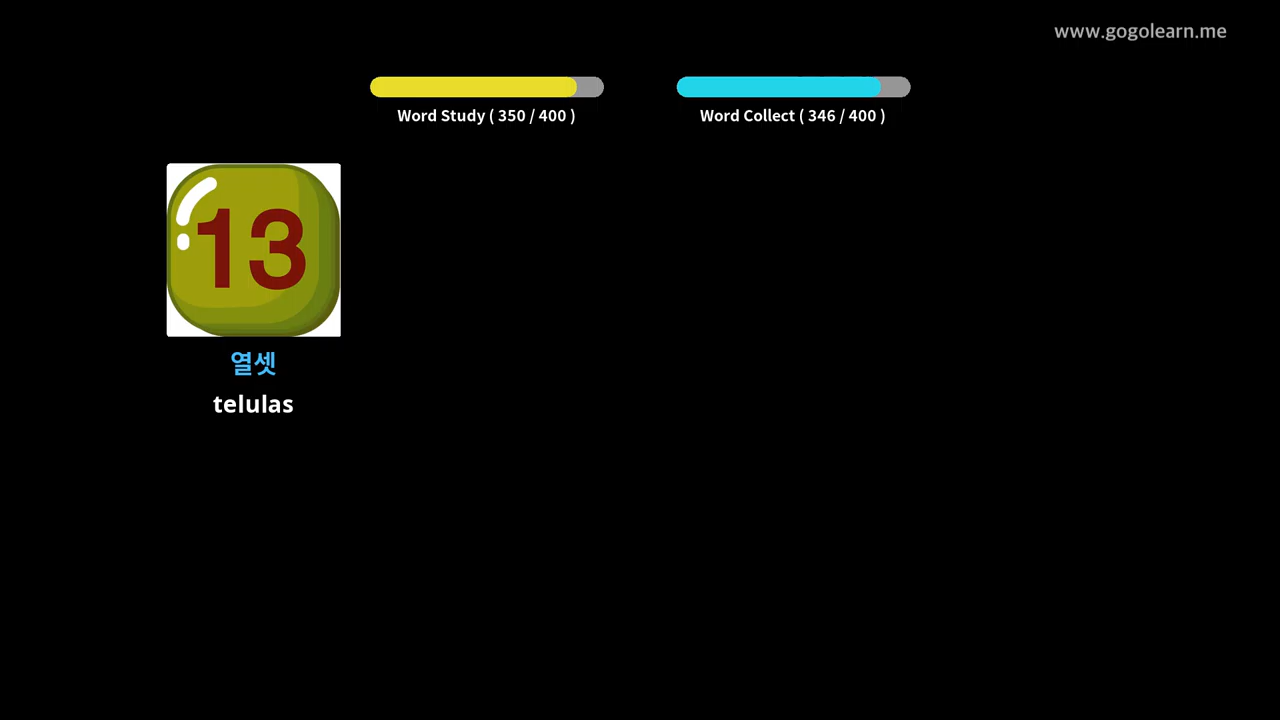 www.gogolearn.me
Word Study ( 350 / 400 )
Word Collect ( 346 / 400 )
13
열셋
telulas